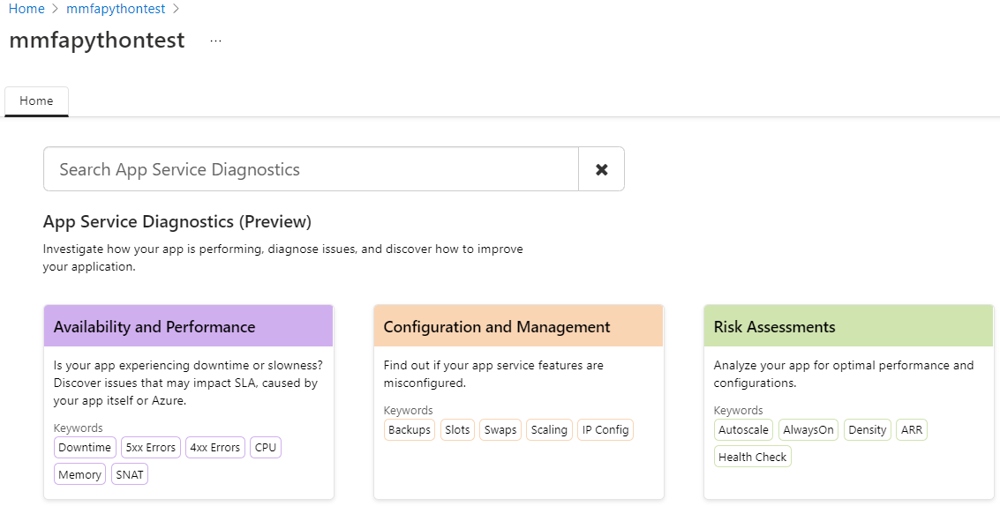 Home > mmfapythontest >
mmfapythontest ...
Home
Search App Service Diagnostics ✖
App Service Diagnostics (Preview)
Investigate how your app is performing, diagnose issues, and discover how to improve
your application.
Availability and Performance
Is your app experiencing downtime or slowness?
Discover issues that may impact SLA, caused by
your app itself or Azure.
Keywords
Downtime 5xx Errors 4xx Errors CPU
Memory SNAT
Configuration and Management
Find out if your app service features are
misconfigured.
Keywords
Backups Slots Swaps Scaling IP Config
Risk Assessments
Analyze your app for optimal performance and
configurations.
Keywords
Autoscale AlwaysOn Density ARR
Health Check